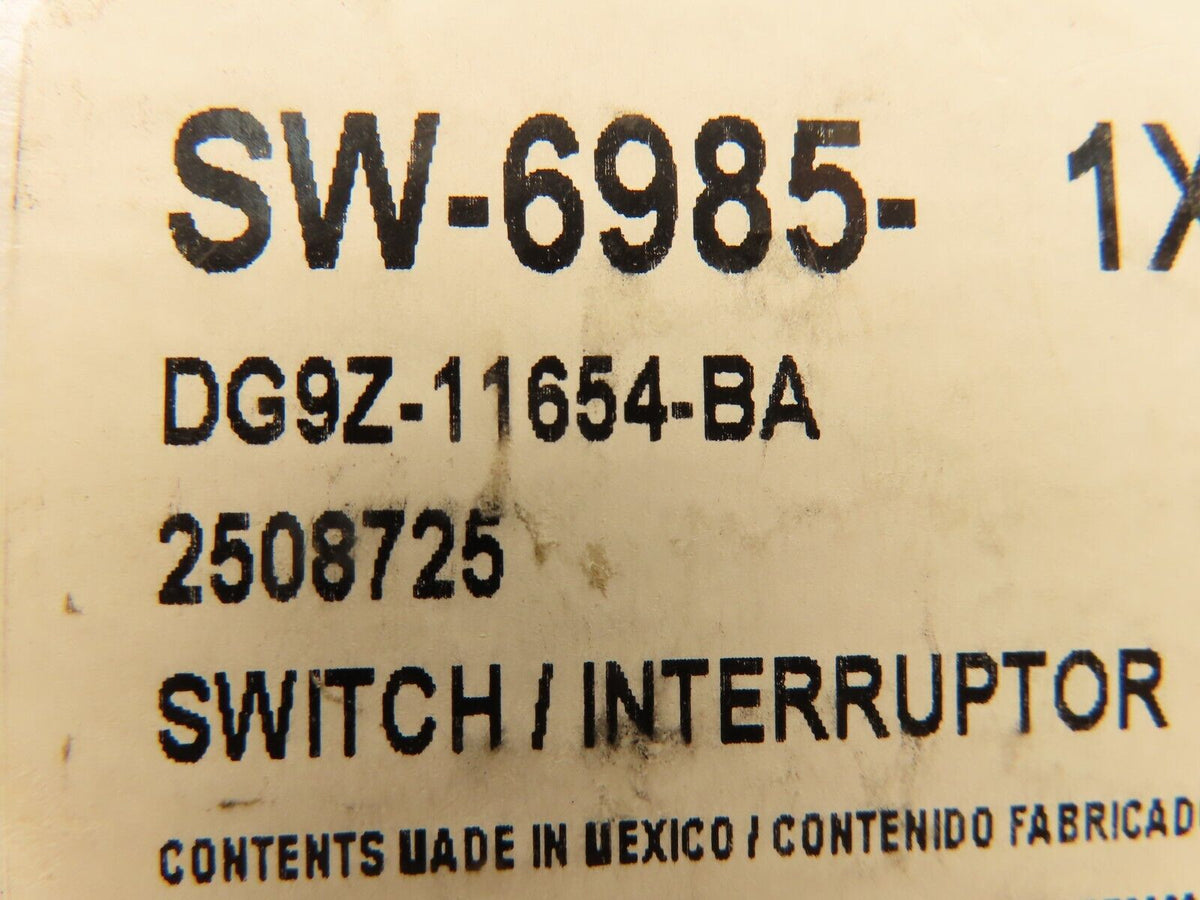 SW-6985- 1X
DG9Z-11654-BA
2508725
SWITCH / INTERRUPTOR
CONTENTS MADE IN MEXICO / CONTENIDO FABRICAD